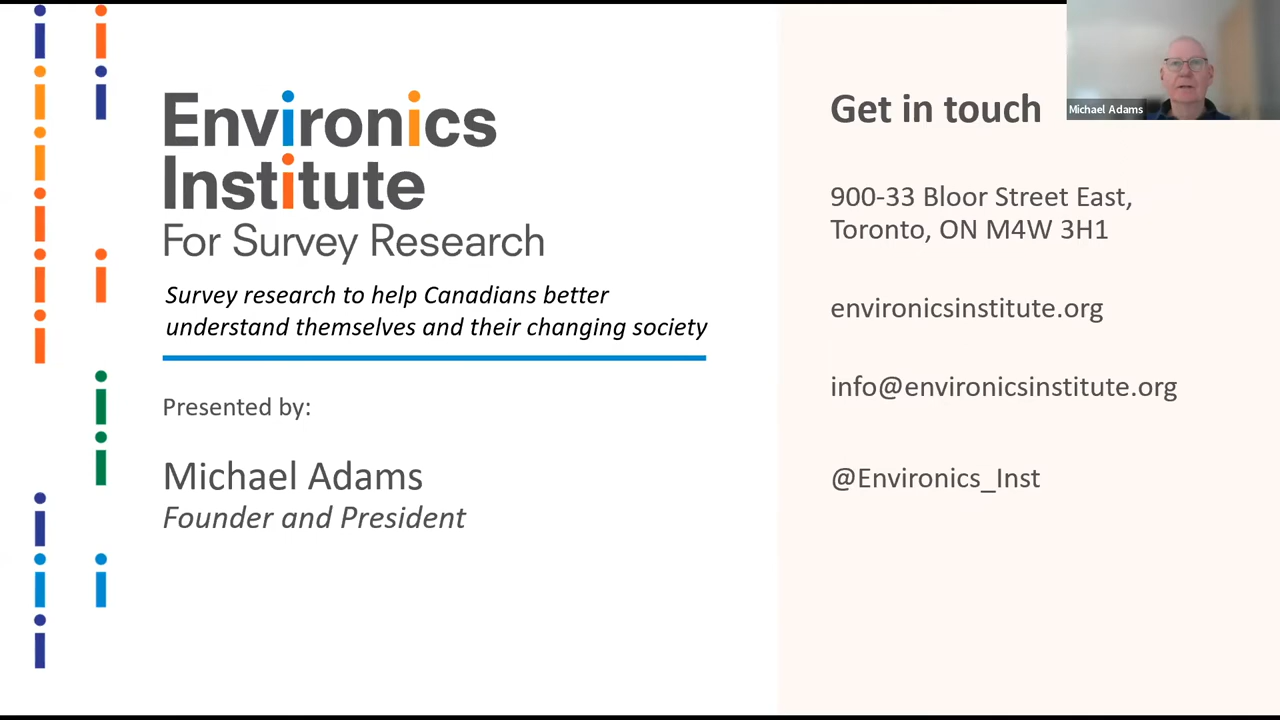 Environics
Institute
For Survey Research
Survey research to help Canadians better
understand themselves and their changing society
Presented by:
Michael Adams
Founder and President
Get in touch
900-33 Bloor Street East,
Toronto, ON M4W 3H1
environicsinstitute.org
info@environicsinstitute.org
@Environics_Inst
Michael Adams